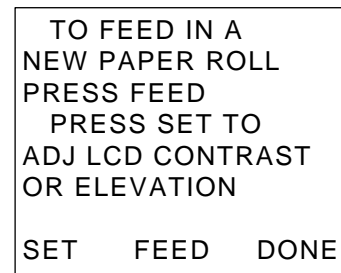 TO FEED IN A
NEW PAPER ROLL
PRESS FEED
PRESS SET TO
ADJ LCD CONTRAST
OR ELEVATION
SET FEED DONE